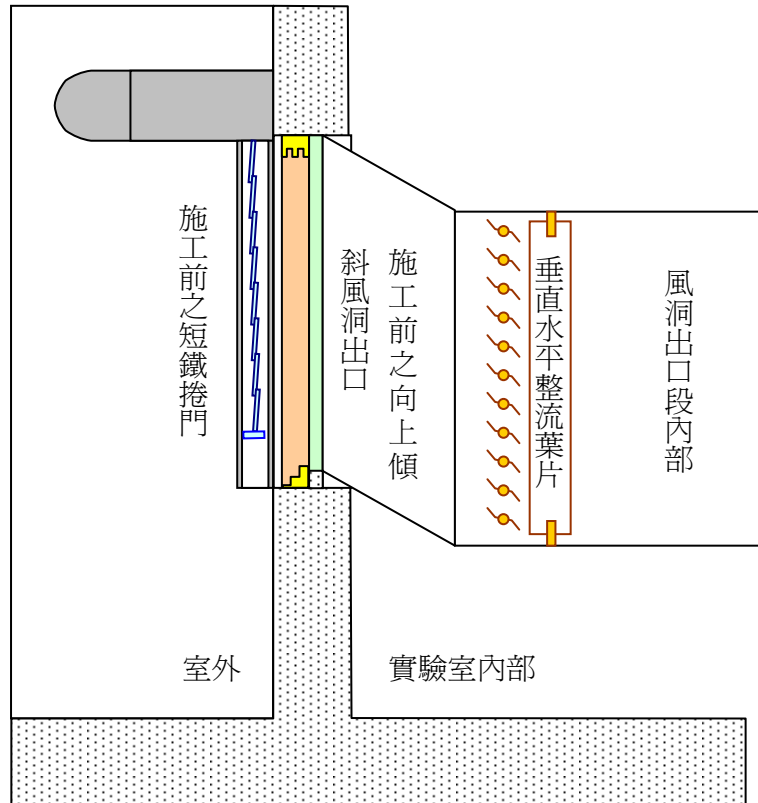 施工前之短鐵捲門
施工前之向上傾
斜風洞出口
垂直水平整流葉片
風洞出口段內部
室外
實驗室內部